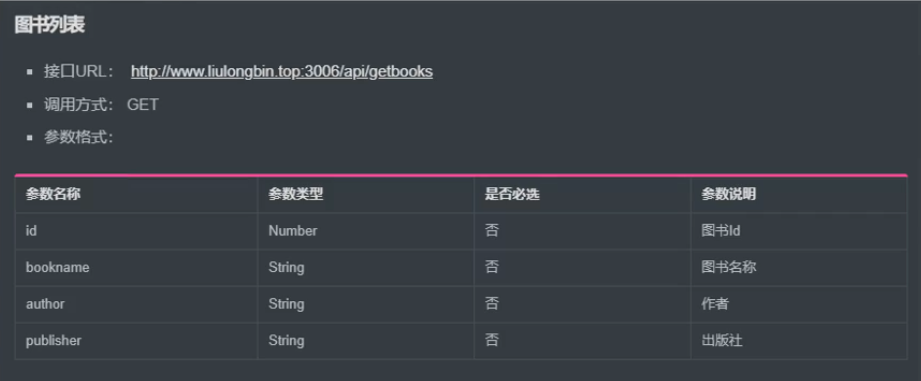 图书列表
接口URL： http://www.liulongbin.top:3006/api/getbooks
调用方式： GET
参数格式：
参数名称 参数类型 是否必选 参数说明
id Number 否 图书Id
bookname String 否 图书名称
author String 否 作者
publisher String 否 出版社